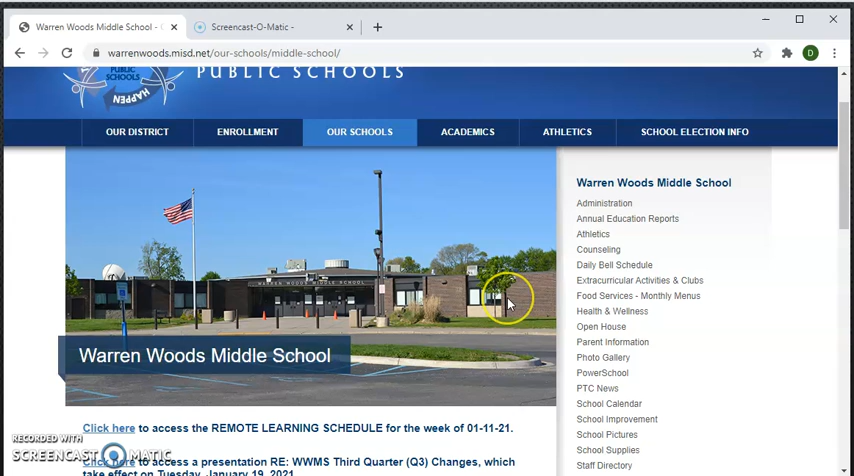 Warren Woods Middle School - 
Screencast-O-Matic -
warrenwoods.misd.net/our-schools/middle-school/
D
PUBLIC SCHOOLS
PUBLIC
SCHOOLS
HAPPEN
OUR DISTRICT
ENROLLMENT
OUR SCHOOLS
ACADEMICS
ATHLETICS
SCHOOL ELECTION INFO
WARREN WOODS MIDDLE SCHOOL
Warren Woods Middle School
Click here to access the REMOTE LEARNING SCHEDULE for the week of 01-11-21.
Click here to access a presentation RE: WWMS Third Quarter (Q3) Changes, which
take effect on Tuesday, January 19, 2021
Warren Woods Middle School
Administration
Annual Education Reports
Athletics
Counseling
Daily Bell Schedule
Extracurricular Activities & Clubs
Food Services - Monthly Menus
Health & Wellness
Open House
Parent Information
Photo Gallery
PowerSchool
PTC News
School Calendar
School Improvement
School Pictures
School Supplies
Staff Directory
RECORDED WITH
SCREENCAST MATIC